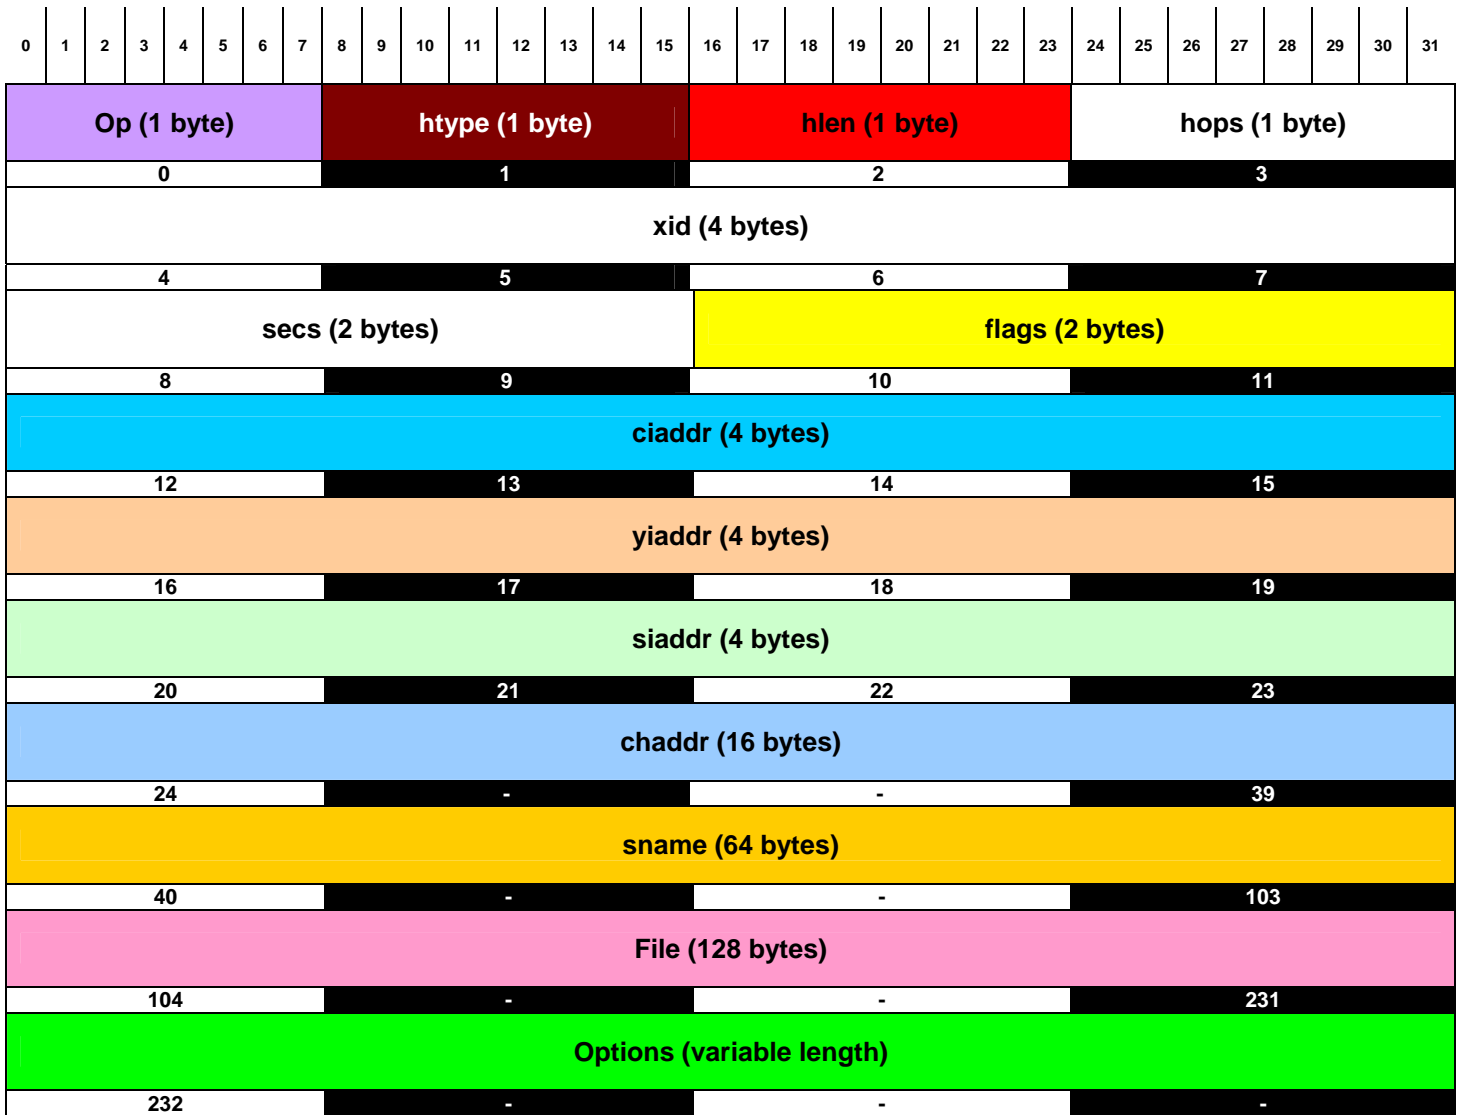 0 1 2 3 4 5 6 7 8 9 10 11 12 13 14 15 16 17 18 19 20 21 22 23 24 25 26 27 28 29 30 31
Op (1 byte) htype (1 byte) hlen (1 byte) hops (1 byte)
0 1 2 3
xid (4 bytes)
4 5 6 7
secs (2 bytes) flags (2 bytes)
8 9 10 11
ciaddr (4 bytes)
12 13 14 15
yiaddr (4 bytes)
16 17 18 19
siaddr (4 bytes)
20 21 22 23
chaddr (16 bytes)
24 - - 39
sname (64 bytes)
40 - - 103
File (128 bytes)
104 - - 231
Options (variable length)
232 - - -